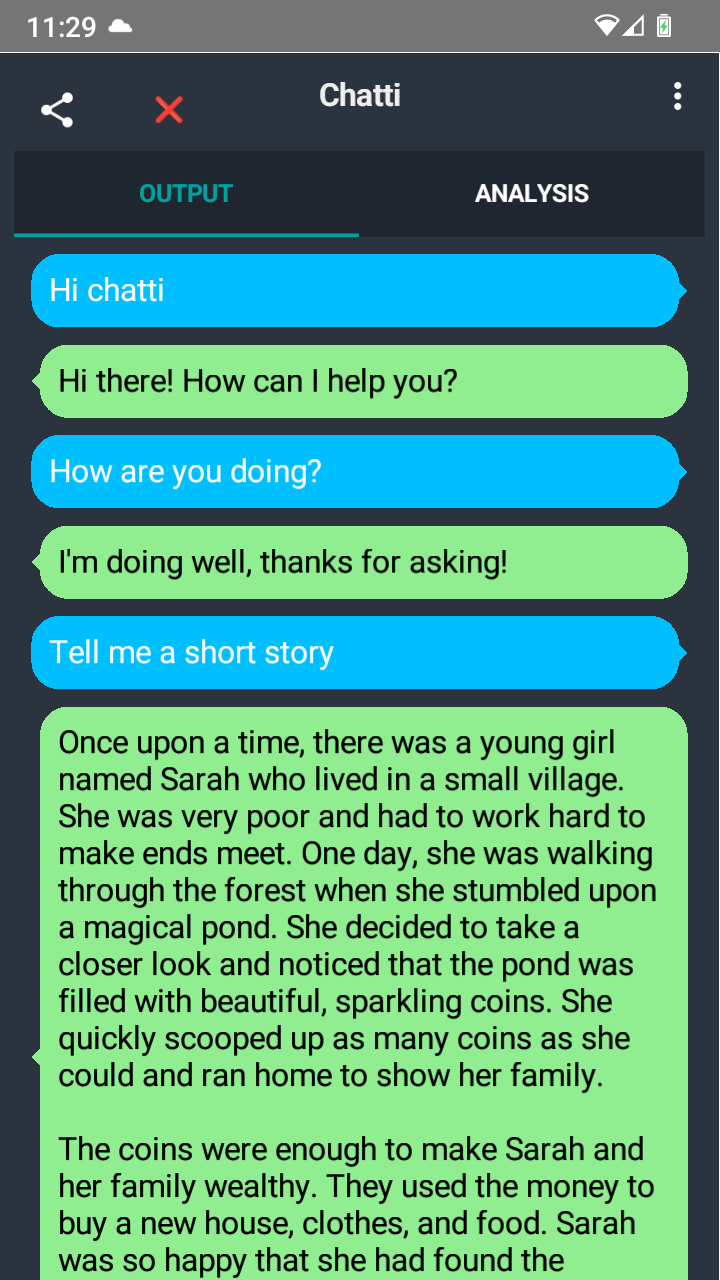 11:29
Chatti
OUTPUT
ANALYSIS
Hi chatti
Hi there! How can I help you?
How are you doing?
I'm doing well, thanks for asking!
Tell me a short story
Once upon a time, there was a young girl
named Sarah who lived in a small village.
She was very poor and had to work hard to
make ends meet. One day, she was walking
through the forest when she stumbled upon
a magical pond. She decided to take a
closer look and noticed that the pond was
filled with beautiful, sparkling coins. She
quickly scooped up as many coins as she
could and ran home to show her family.
The coins were enough to make Sarah and
her family wealthy. They used the money to
buy a new house, clothes, and food. Sarah
was so happy that she had found the